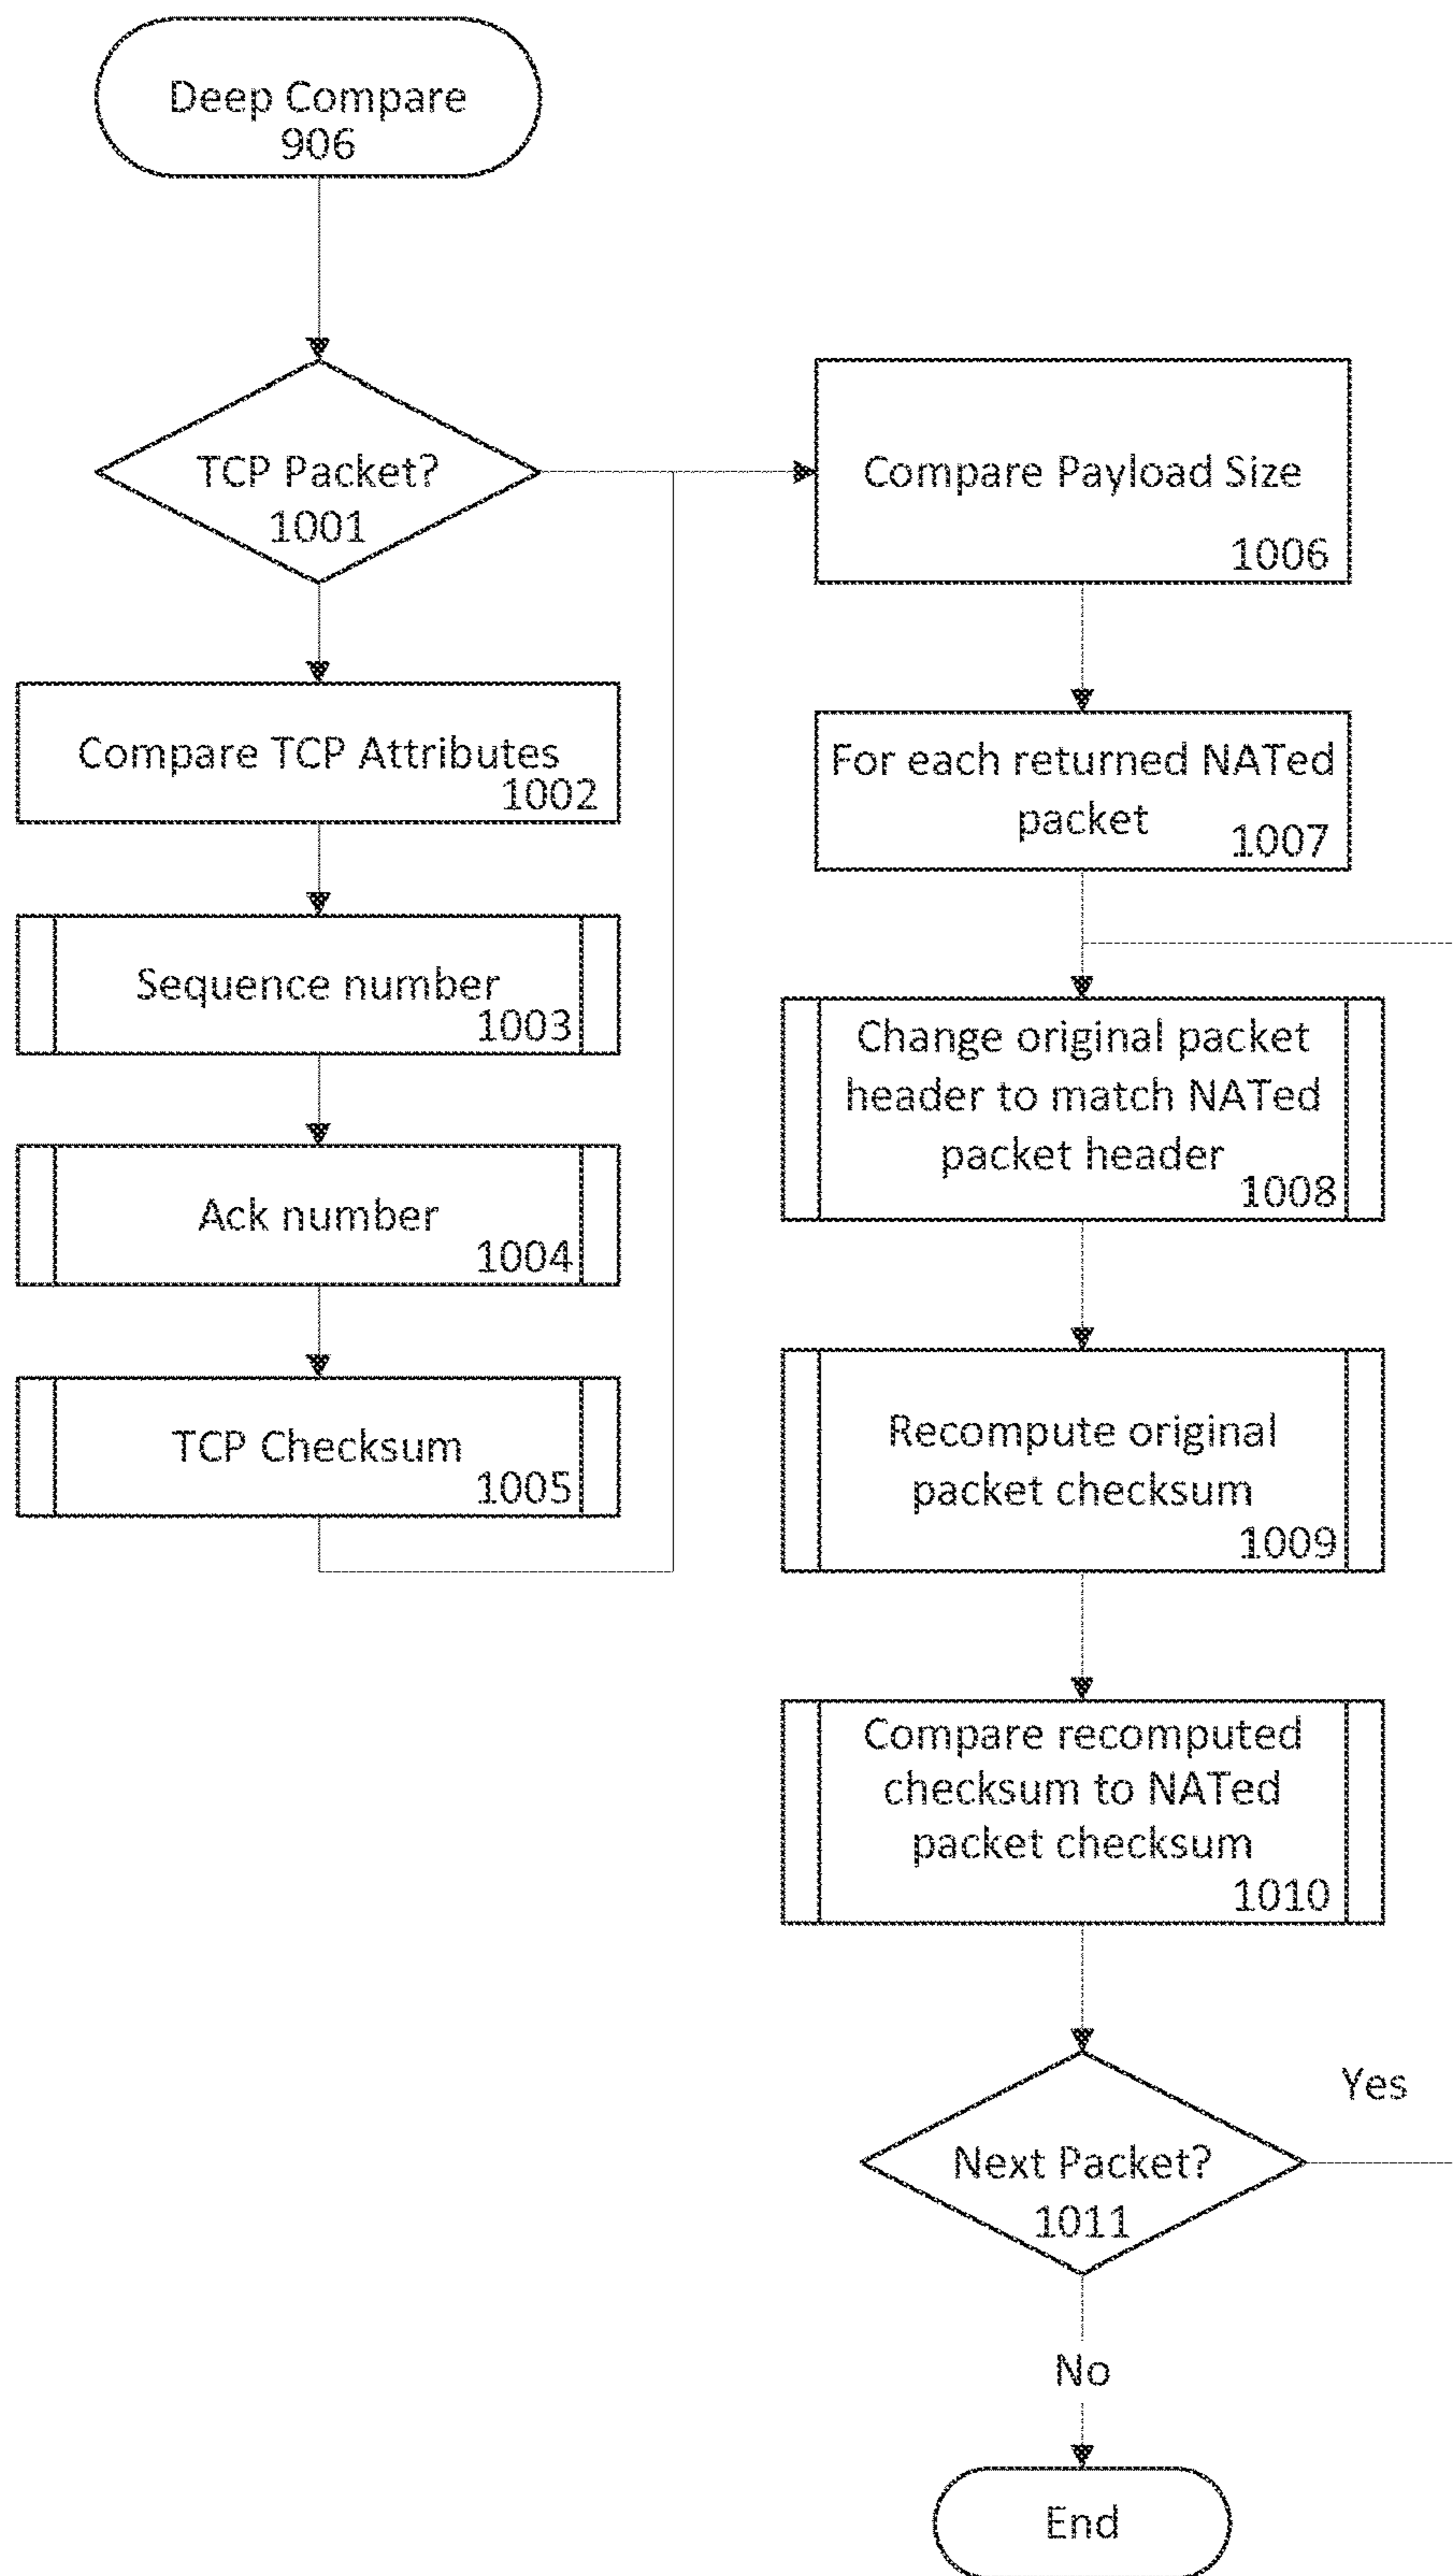 Deep Compare
906
TCP Packet?
1001
Compare TCP Attributes
1002
Sequence number
1003
Ack number
1004
TCP Checksum
1005
Compare Payload Size
1006
For each returned NATed
packet
1007
Change original packet
header to match NATed
packet header
1008
Recompute original
packet checksum
1009
Compare recomputed
checksum to NATed
packet checksum
1010
Next Packet?
1011
Yes
No
End